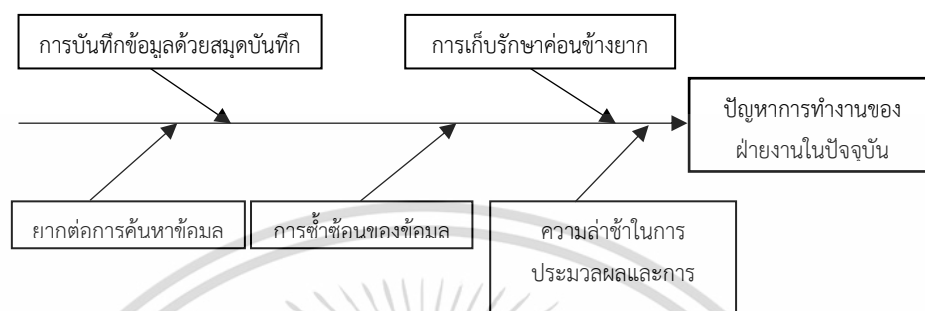 การบันทึกข้อมูลด้วยสมุดบันทึก
การเก็บรักษาค่อนข้างยาก
ปัญหาการทำงานของ
ฝ่ายงานในปัจจุบัน
ยากต่อการค้นหาข้อมูล
การซ้ำซ้อนของข้อมูล
ความล่าช้าในการ
ประมวลผลและการ